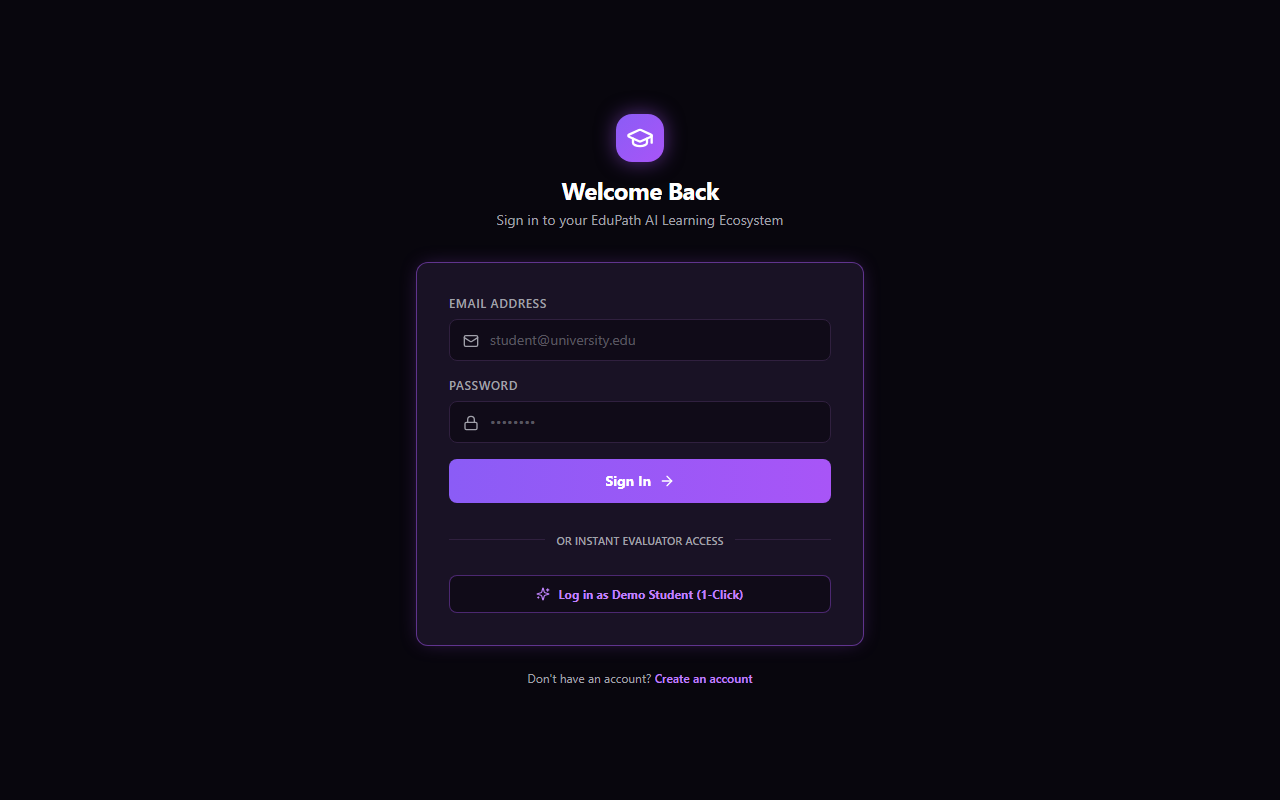 Welcome Back
Sign in to your EduPath AI Learning Ecosystem
EMAIL ADDRESS
student@university.edu
PASSWORD
••••••••
Sign In →
OR INSTANT EVALUATOR ACCESS
Log in as Demo Student (1-Click)
Don't have an account? Create an account